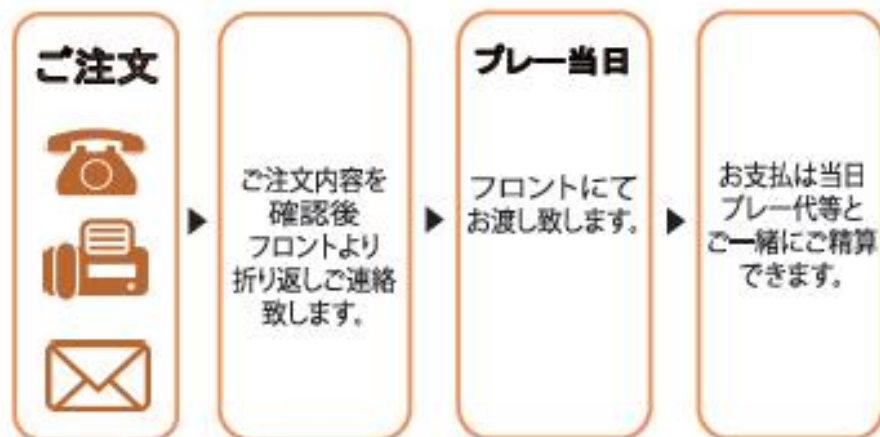 ご注文
ご注文内容を
確認後
フロントより
折り返しご連絡
致します。
プレー当日
フロントにて
お渡し致します。
お支払は当日
プレー代等と
ご一緒にご精算
できます。